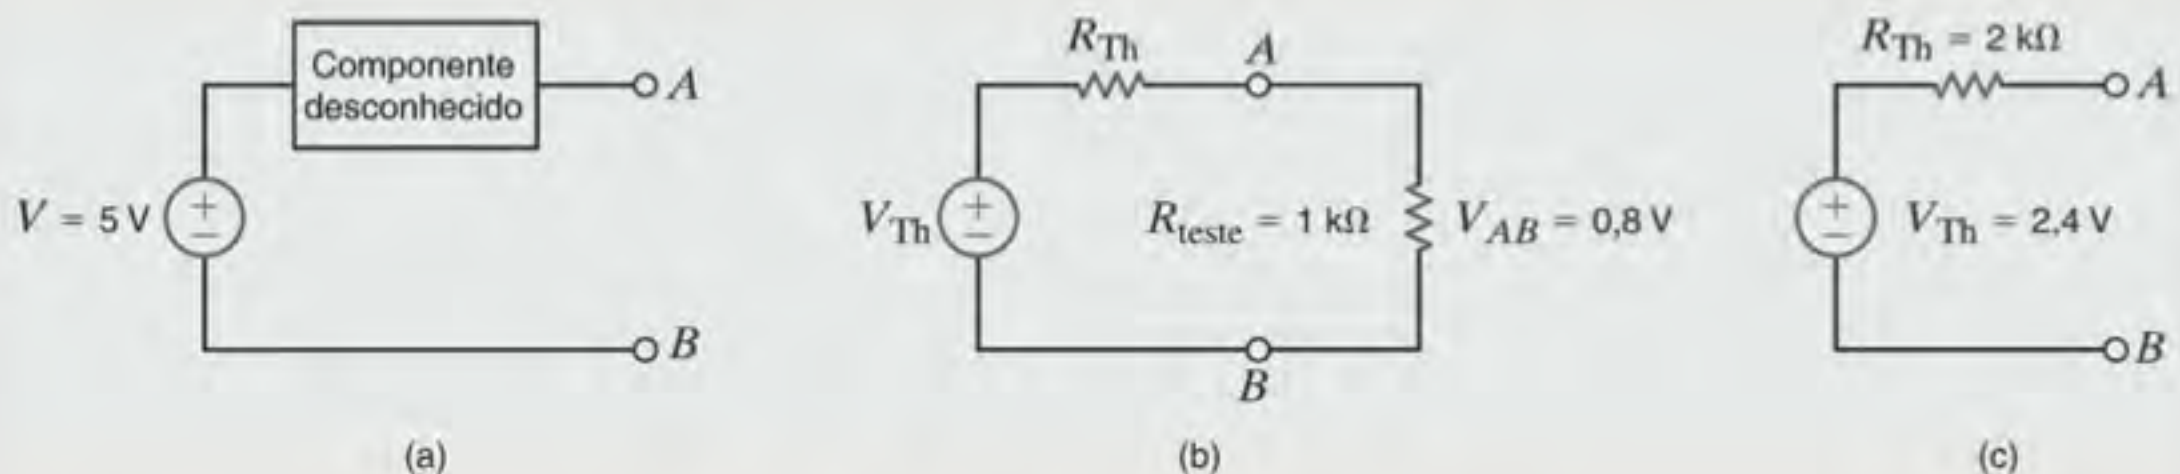 Componente
desconhecido
A
V = 5 V
+
−
B
(a)
R_Th
A
V_Th
+
−
R_teste = 1 kΩ
V_AB = 0,8 V
B
(b)
R_Th = 2 kΩ
A
+
−
V_Th = 2,4 V
B
(c)